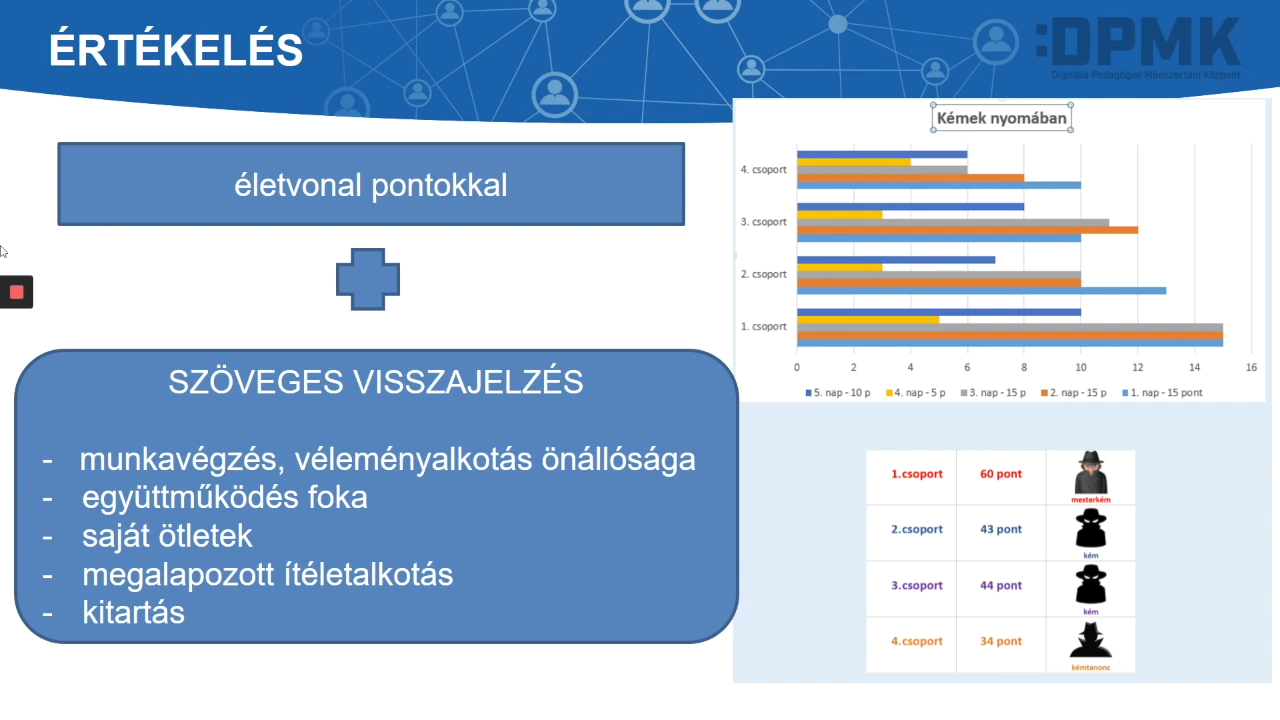 ÉRTÉKELÉS
:DPMK
Digitális Pedagógiai Módszertani Központ
életvonal pontokkal
SZÖVEGES VISSZAJELZÉS
- munkavégzés, véleményalkotás önállósága
- együttműködés foka
- saját ötletek
- megalapozott ítéletalkotás
- kitartás
Kémek nyomában
4. csoport
3. csoport
2. csoport
1. csoport
0 2 4 6 8 10 12 14 16
5. nap - 10 p 4. nap - 5 p 3. nap - 15 p 2. nap - 15 p 1. nap - 15 pont
1.csoport 60 pont
mesterkém
2.csoport 43 pont
kém
3.csoport 44 pont
kém
4.csoport 34 pont
kémtanonc